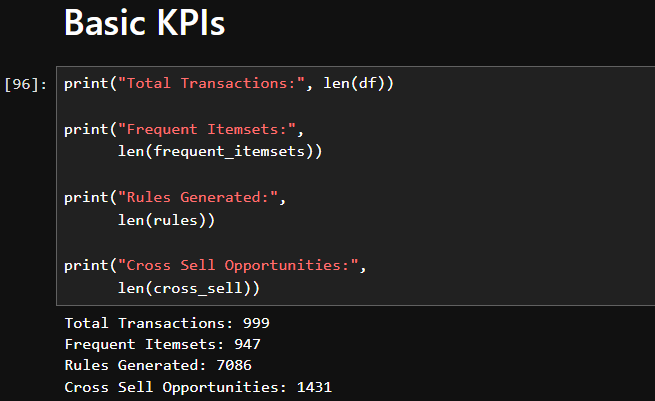 Basic KPIs
[96]:
print("Total Transactions:", len(df))
print("Frequent Itemsets:",
len(frequent_itemsets))
print("Rules Generated:",
len(rules))
print("Cross Sell Opportunities:",
len(cross_sell))
Total Transactions: 999
Frequent Itemsets: 947
Rules Generated: 7086
Cross Sell Opportunities: 1431